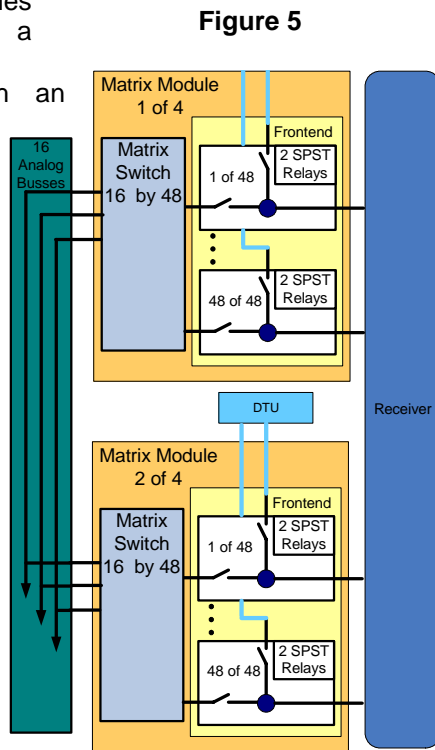 es
a
n an
Figure 5
Matrix Module
1 of 4
Frontend
16
Analog
Busses
Matrix
Switch
16 by 48
2 SPST
Relays
1 of 48
2 SPST
Relays
48 of 48
DTU
Receiver
Matrix Module
2 of 4
Frontend
Matrix
Switch
16 by 48
2 SPST
Relays
1 of 48
2 SPST
Relays
48 of 48